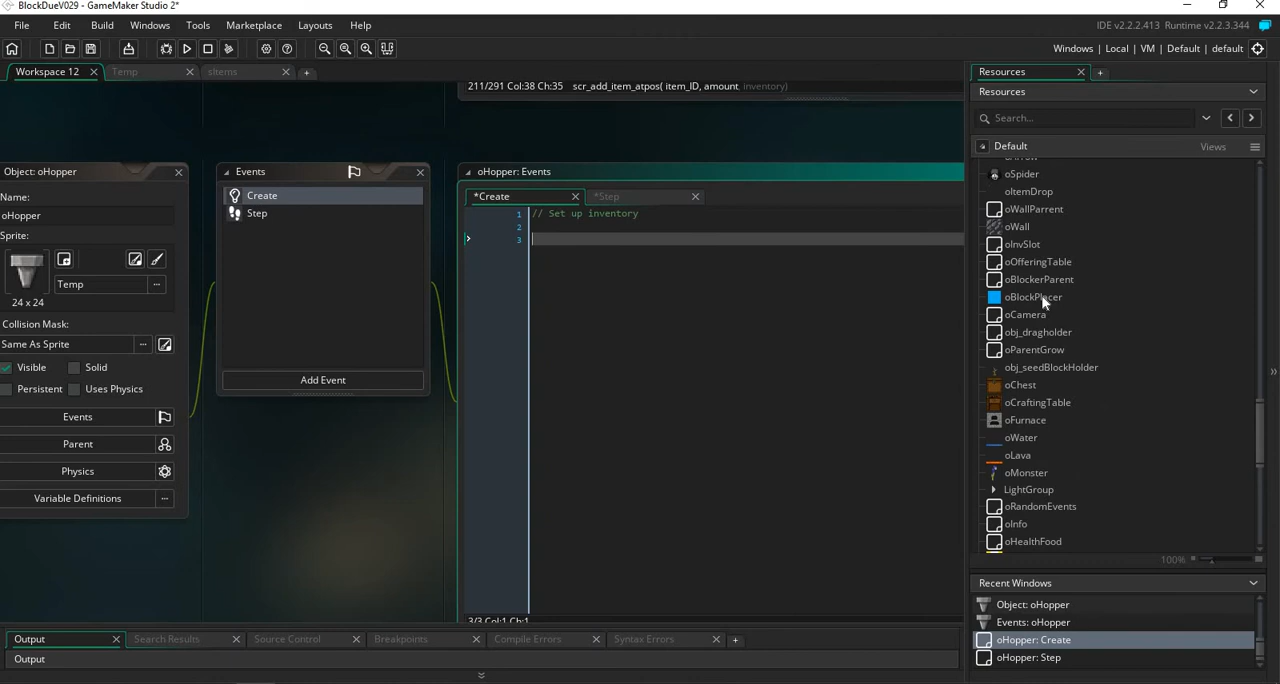 BlockDueV029 - GameMaker Studio 2*
File Edit Build Windows Tools Marketplace Layouts Help
IDE v2.2.2.413 Runtime v2.2.3.344
Windows | Local | VM | Default | default
Workspace 12
Temp
sItems
Resources
Resources
Search...
Default
Views
oSpider
oItemDrop
oWallParrent
oWall
oInvSlot
oOfferingTable
oBlockerParent
oBlockPlacer
oCamera
obj_dragholder
oParentGrow
obj_seedBlockHolder
oChest
oCraftingTable
oFurnace
oWater
oLava
oMonster
LightGroup
oRandomEvents
oInfo
oHealthFood
100%
Recent Windows
Object: oHopper
Events: oHopper
oHopper: Create
oHopper: Step
211/291 Col:38 Ch:35 scr_add_item_atpos( item_ID, amount, inventory)
Object: oHopper
Name:
oHopper
Sprite:
Temp
24 x 24
Collision Mask:
Same As Sprite
Visible
Solid
Persistent
Uses Physics
Events
Parent
Physics
Variable Definitions
Events
Create
Step
Add Event
oHopper: Events
*Create
*Step
1 // Set up inventory
2
3
3/3 Col:1 Ch:1
Output
Search Results
Source Control
Breakpoints
Compile Errors
Syntax Errors
Output